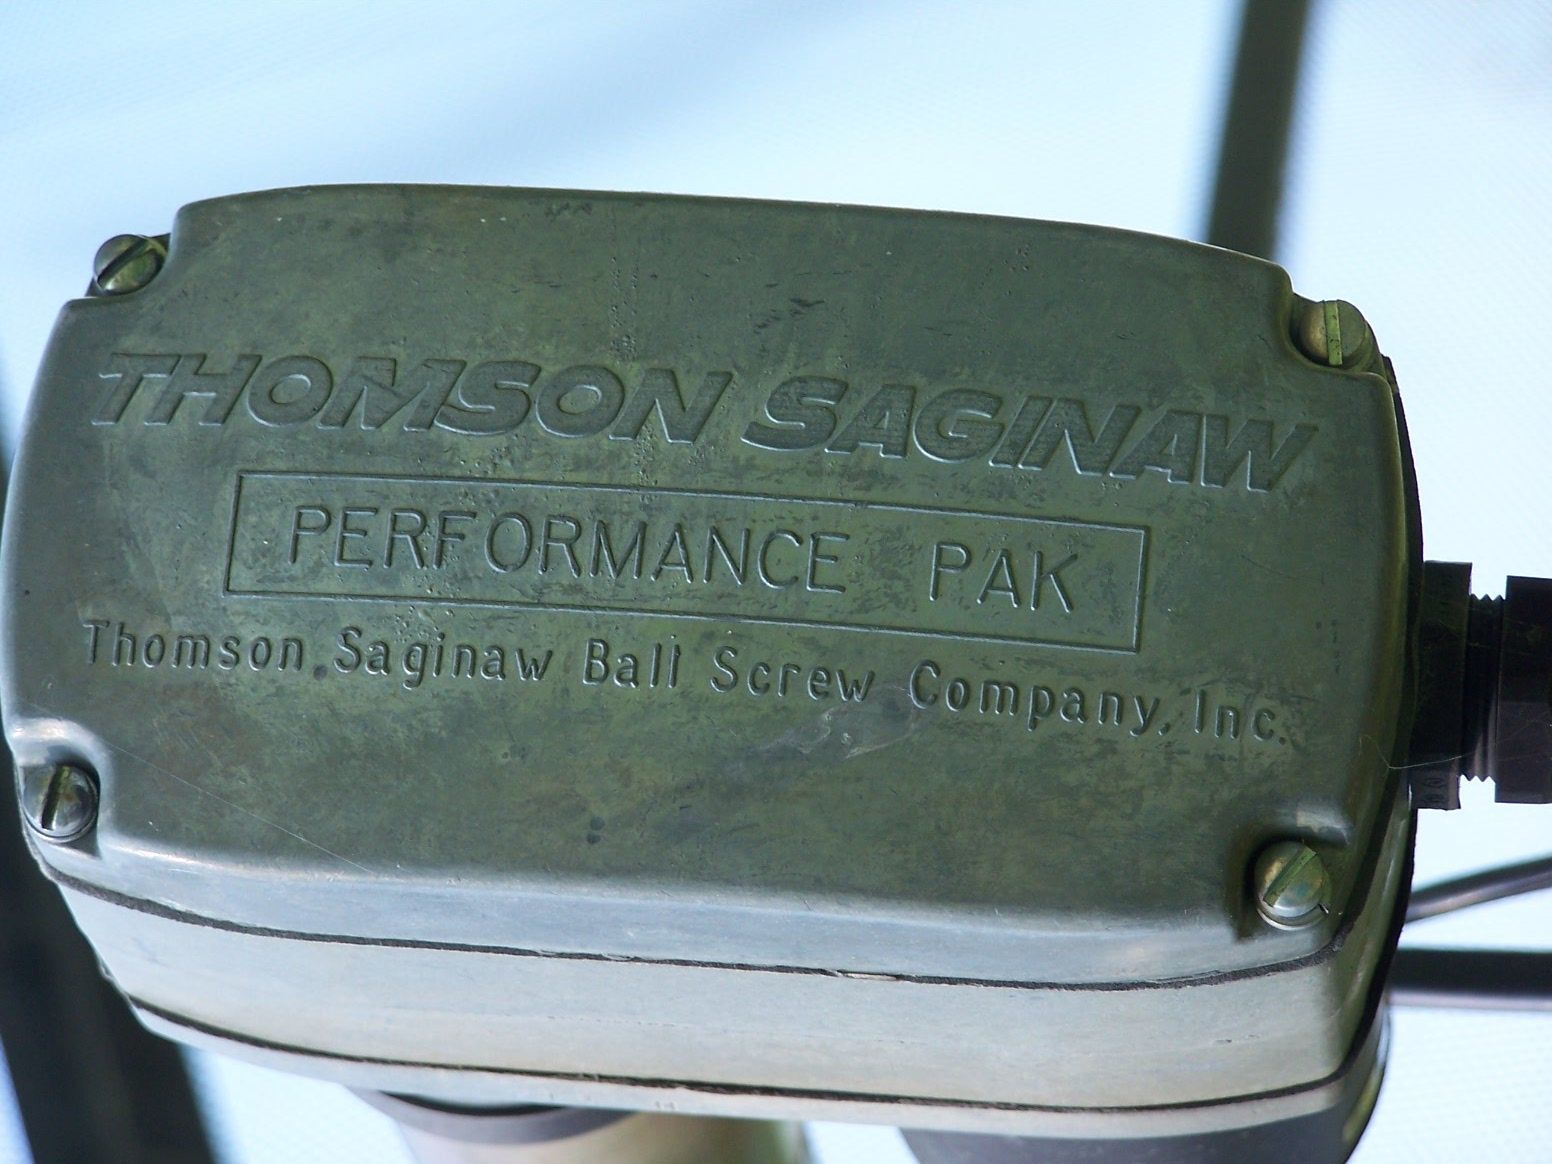 THOMSON SAGINAW
PERFORMANCE PAK
Thomson Saginaw Ball Screw Company, Inc.